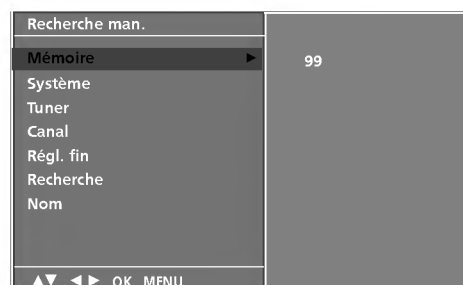 Recherche man.
Mémoire ► 99
Système
Tuner
Canal
Régl. fin
Recherche
Nom
▲▼ ◄► OK MENU